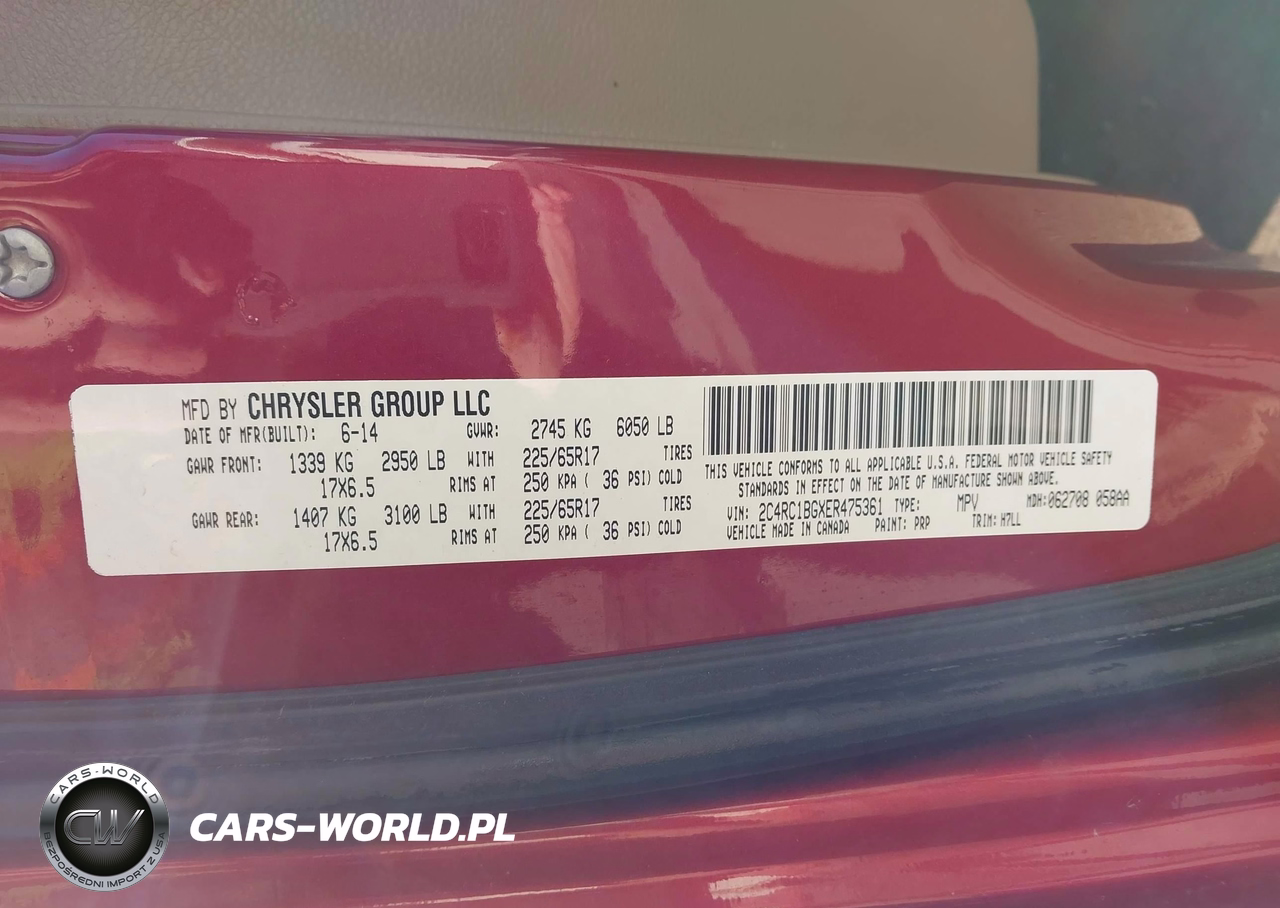 MFD BY CHRYSLER GROUP LLC
DATE OF MFR(BUILT): 6-14 GVWR: 2745 KG 6050 LB
GAWR FRONT: 1339 KG 2950 LB WITH 225/65R17 TIRES
17X6.5 RIMS AT 250 KPA ( 36 PSI) COLD
GAWR REAR: 1407 KG 3100 LB WITH 225/65R17 TIRES
17X6.5 RIMS AT 250 KPA ( 36 PSI) COLD
THIS VEHICLE CONFORMS TO ALL APPLICABLE U.S.A. FEDERAL MOTOR VEHICLE SAFETY
STANDARDS IN EFFECT ON THE DATE OF MANUFACTURE SHOWN ABOVE.
VIN: 2C4RC1BGXER475361 TYPE: MPV MDH:062708 058AA
VEHICLE MADE IN CANADA PAINT: PRP TRIM: H7LL
CARS-WORLD
CW
BEZPOŚREDNI IMPORT Z USA
CARS-WORLD.PL